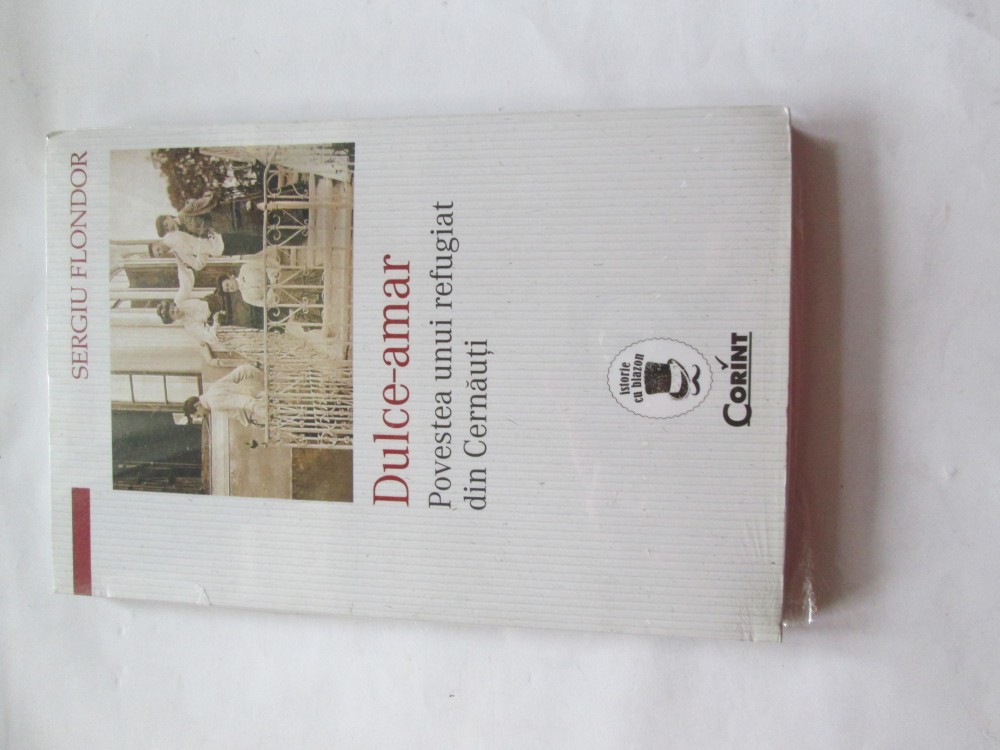 SERGIU FLONDOR
Dulce-amar
Povestea unui refugiat
din Cernăuți
istorie
cu blazon
CORINT